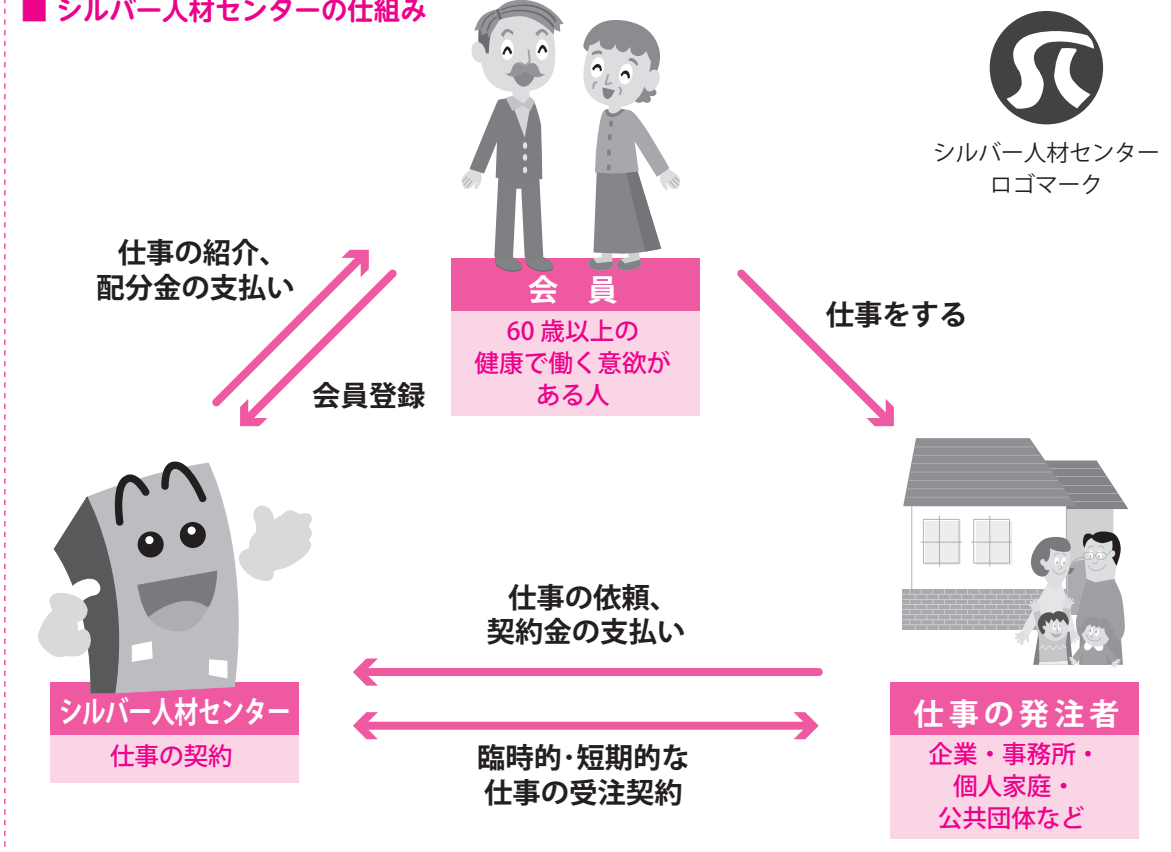 ■ シルバー人材センターの仕組み
シルバー人材センター
ロゴマーク
仕事の紹介、
配分金の支払い
会員登録
会　員
60 歳以上の
健康で働く意欲が
ある人
仕事をする
仕事の依頼、
契約金の支払い
臨時的･短期的な
仕事の受注契約
シルバー人材センター
仕事の契約
仕事の発注者
企業・事務所・
個人家庭・
公共団体など